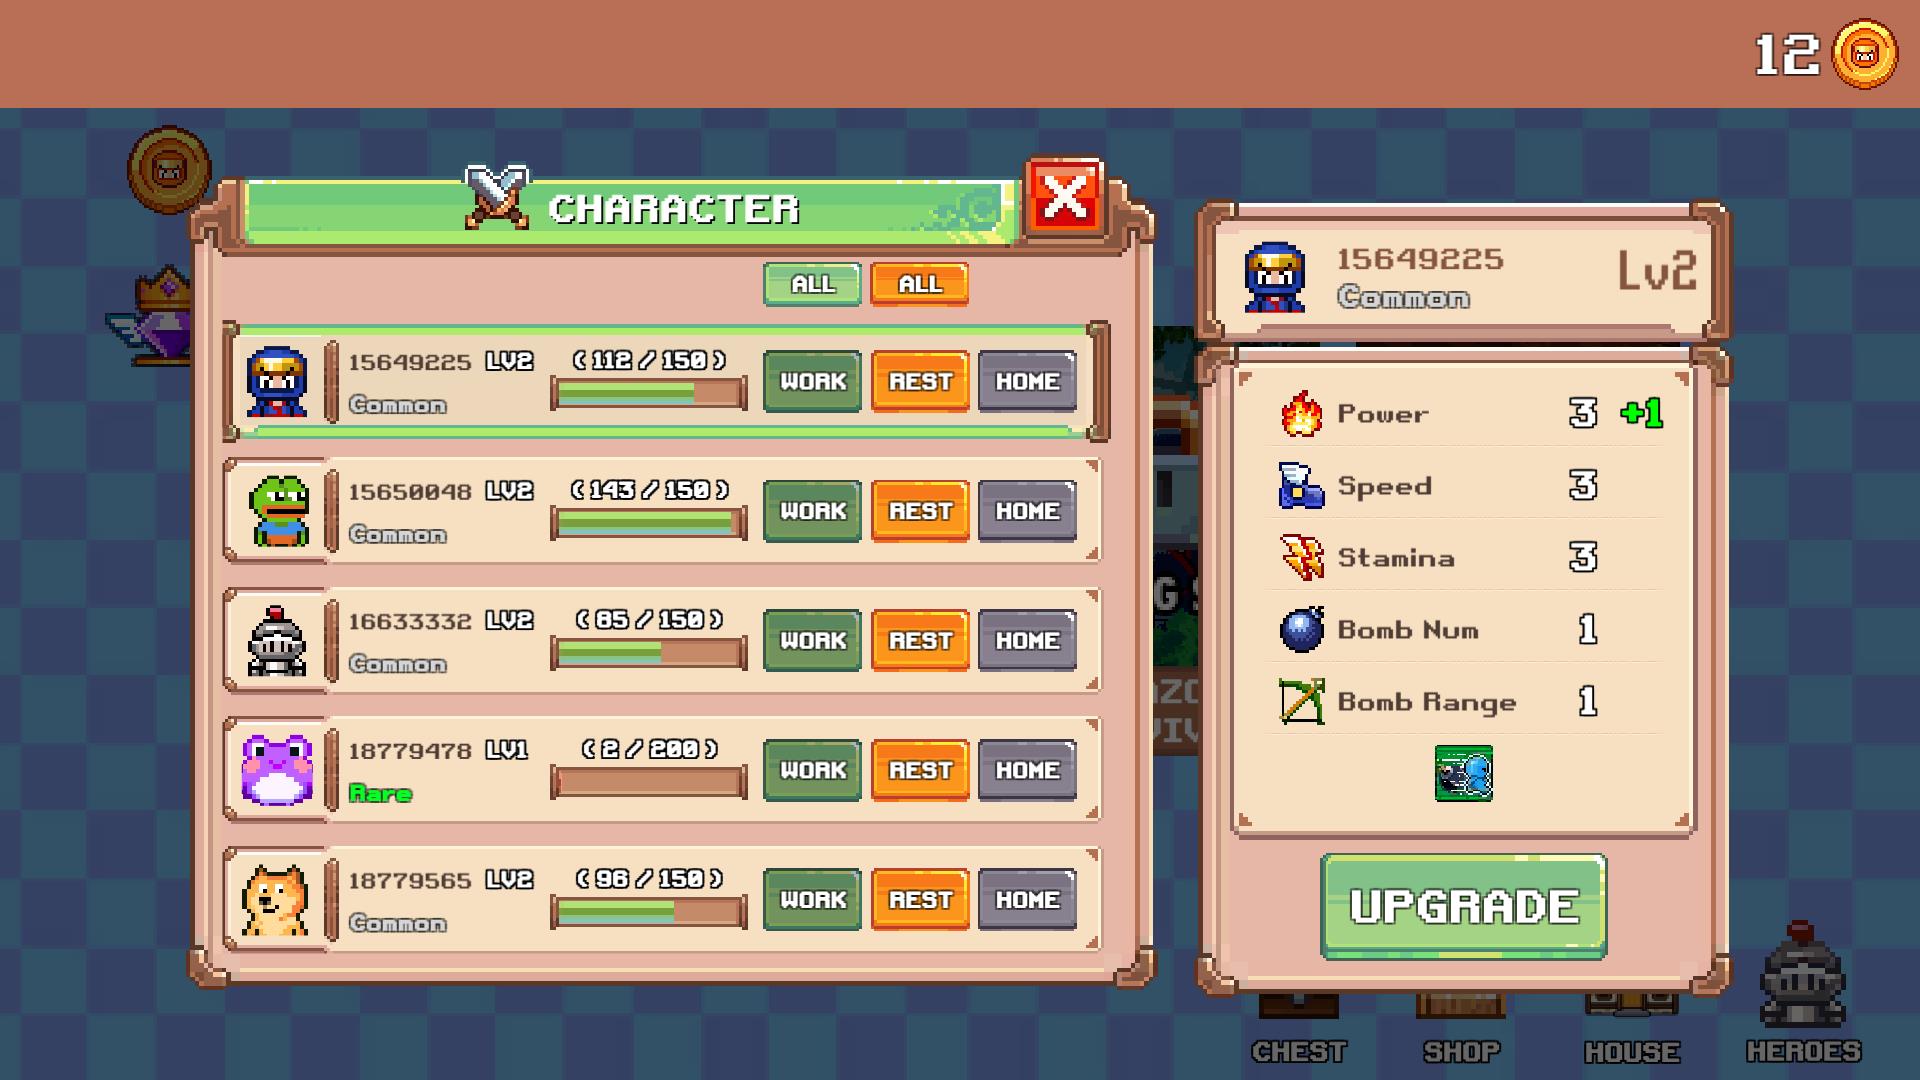 12
CHARACTER
ALL ALL
15649225 LV2 (112/150) WORK REST HOME
Common
15650048 LV2 (143/150) WORK REST HOME
Common
16633332 LV2 (85/150) WORK REST HOME
Common
18779478 LV1 (2/200) WORK REST HOME
Rare
18779565 LV2 (96/150) WORK REST HOME
Common
15649225 Lv2
Common
Power 3 +1
Speed 3
Stamina 3
Bomb Num 1
Bomb Range 1
UPGRADE
CHEST SHOP HOUSE HEROES